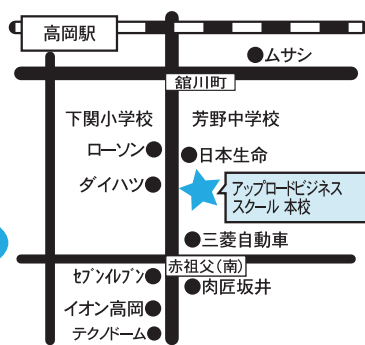 高岡駅
ムサシ
舘川町
下関小学校
芳野中学校
ローソン
日本生命
ダイハツ
アップロードビジネス
スクール 本校
三菱自動車
赤祖父(南)
セブンイレブン
肉匠坂井
イオン高岡
テクノドーム